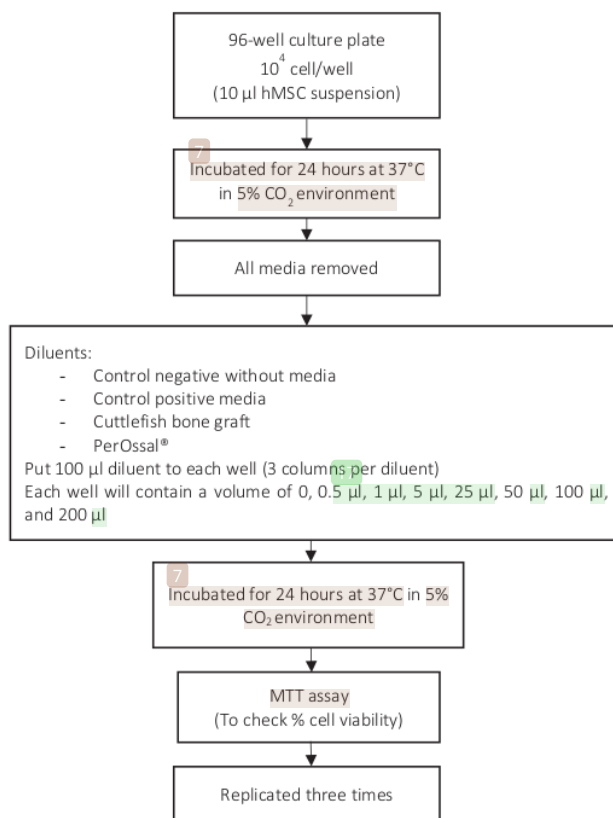 96-well culture plate
10⁴ cell/well
(10 µl hMSC suspension)
7
Incubated for 24 hours at 37°C
in 5% CO₂ environment
All media removed
Diluents:
- Control negative without media
- Control positive media
- Cuttlefish bone graft
- PerOssal®
Put 100 µl diluent to each well (3 columns per diluent)
Each well will contain a volume of 0, 0.5 µl, 1 µl, 5 µl, 25 µl, 50 µl, 100 µl,
and 200 µl
7
Incubated for 24 hours at 37°C in 5%
CO₂ environment
MTT assay
(To check % cell viability)
Replicated three times